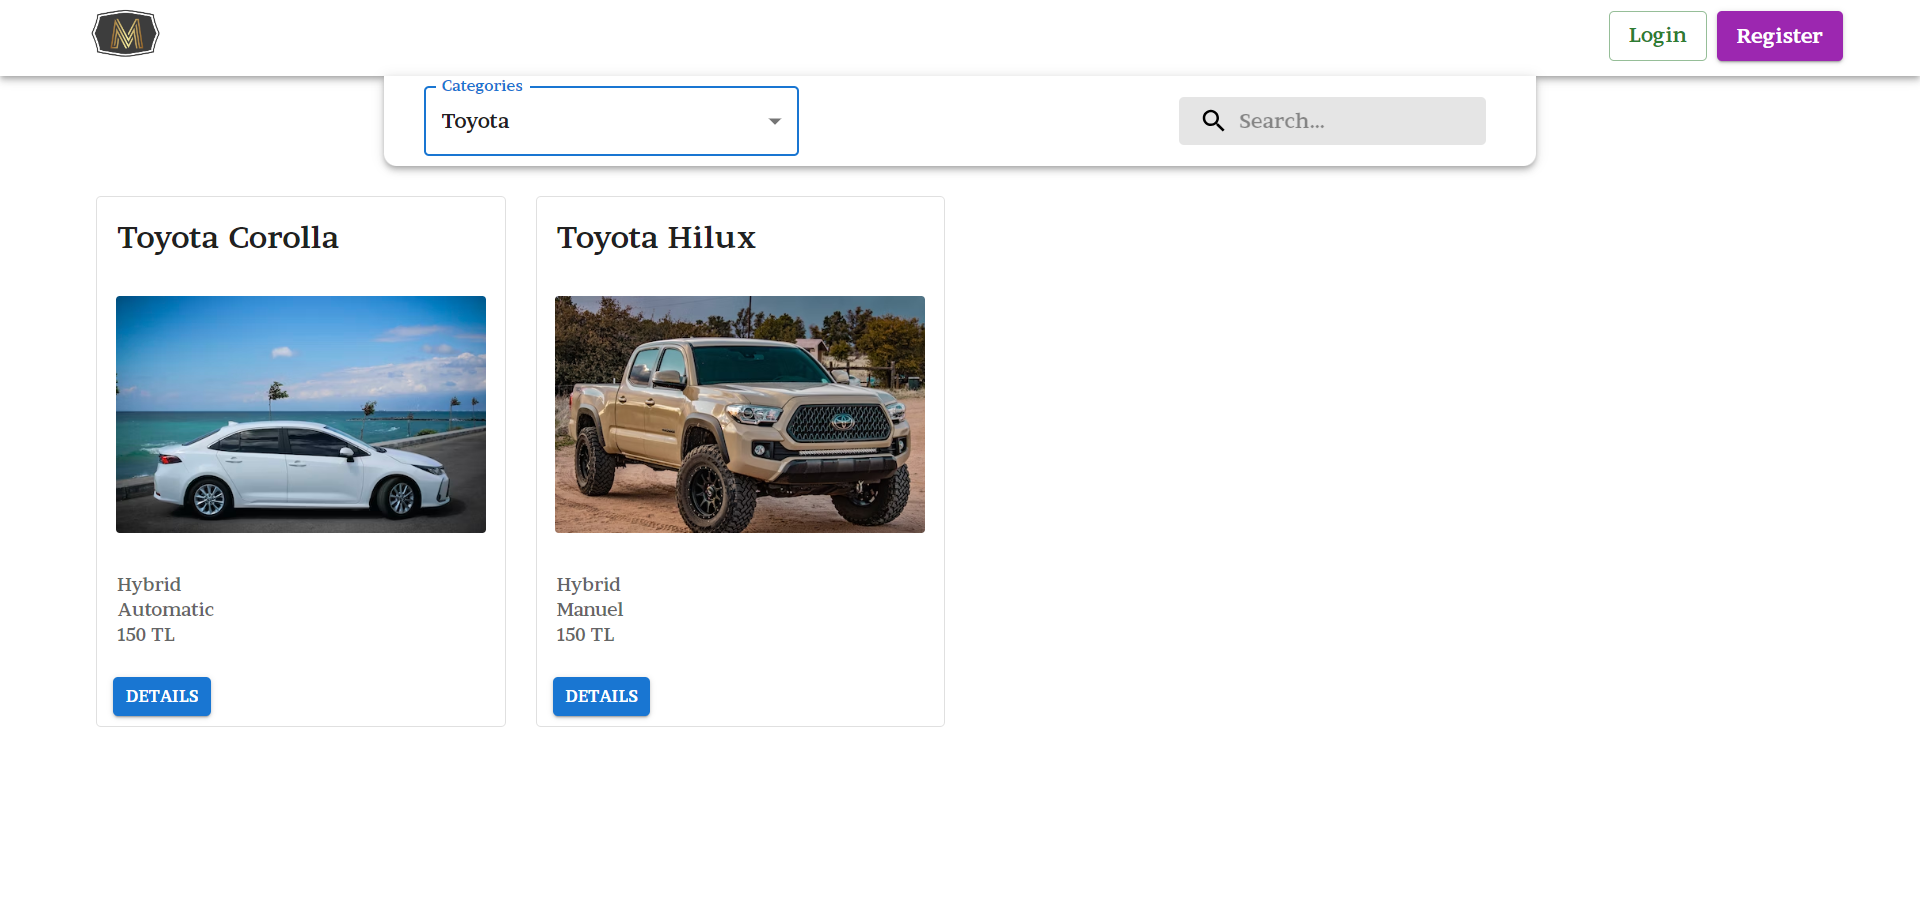 M
Login
Register
Categories
Toyota
Search...
Toyota Corolla
Hybrid
Automatic
150 TL
DETAILS
Toyota Hilux
Hybrid
Manuel
150 TL
DETAILS